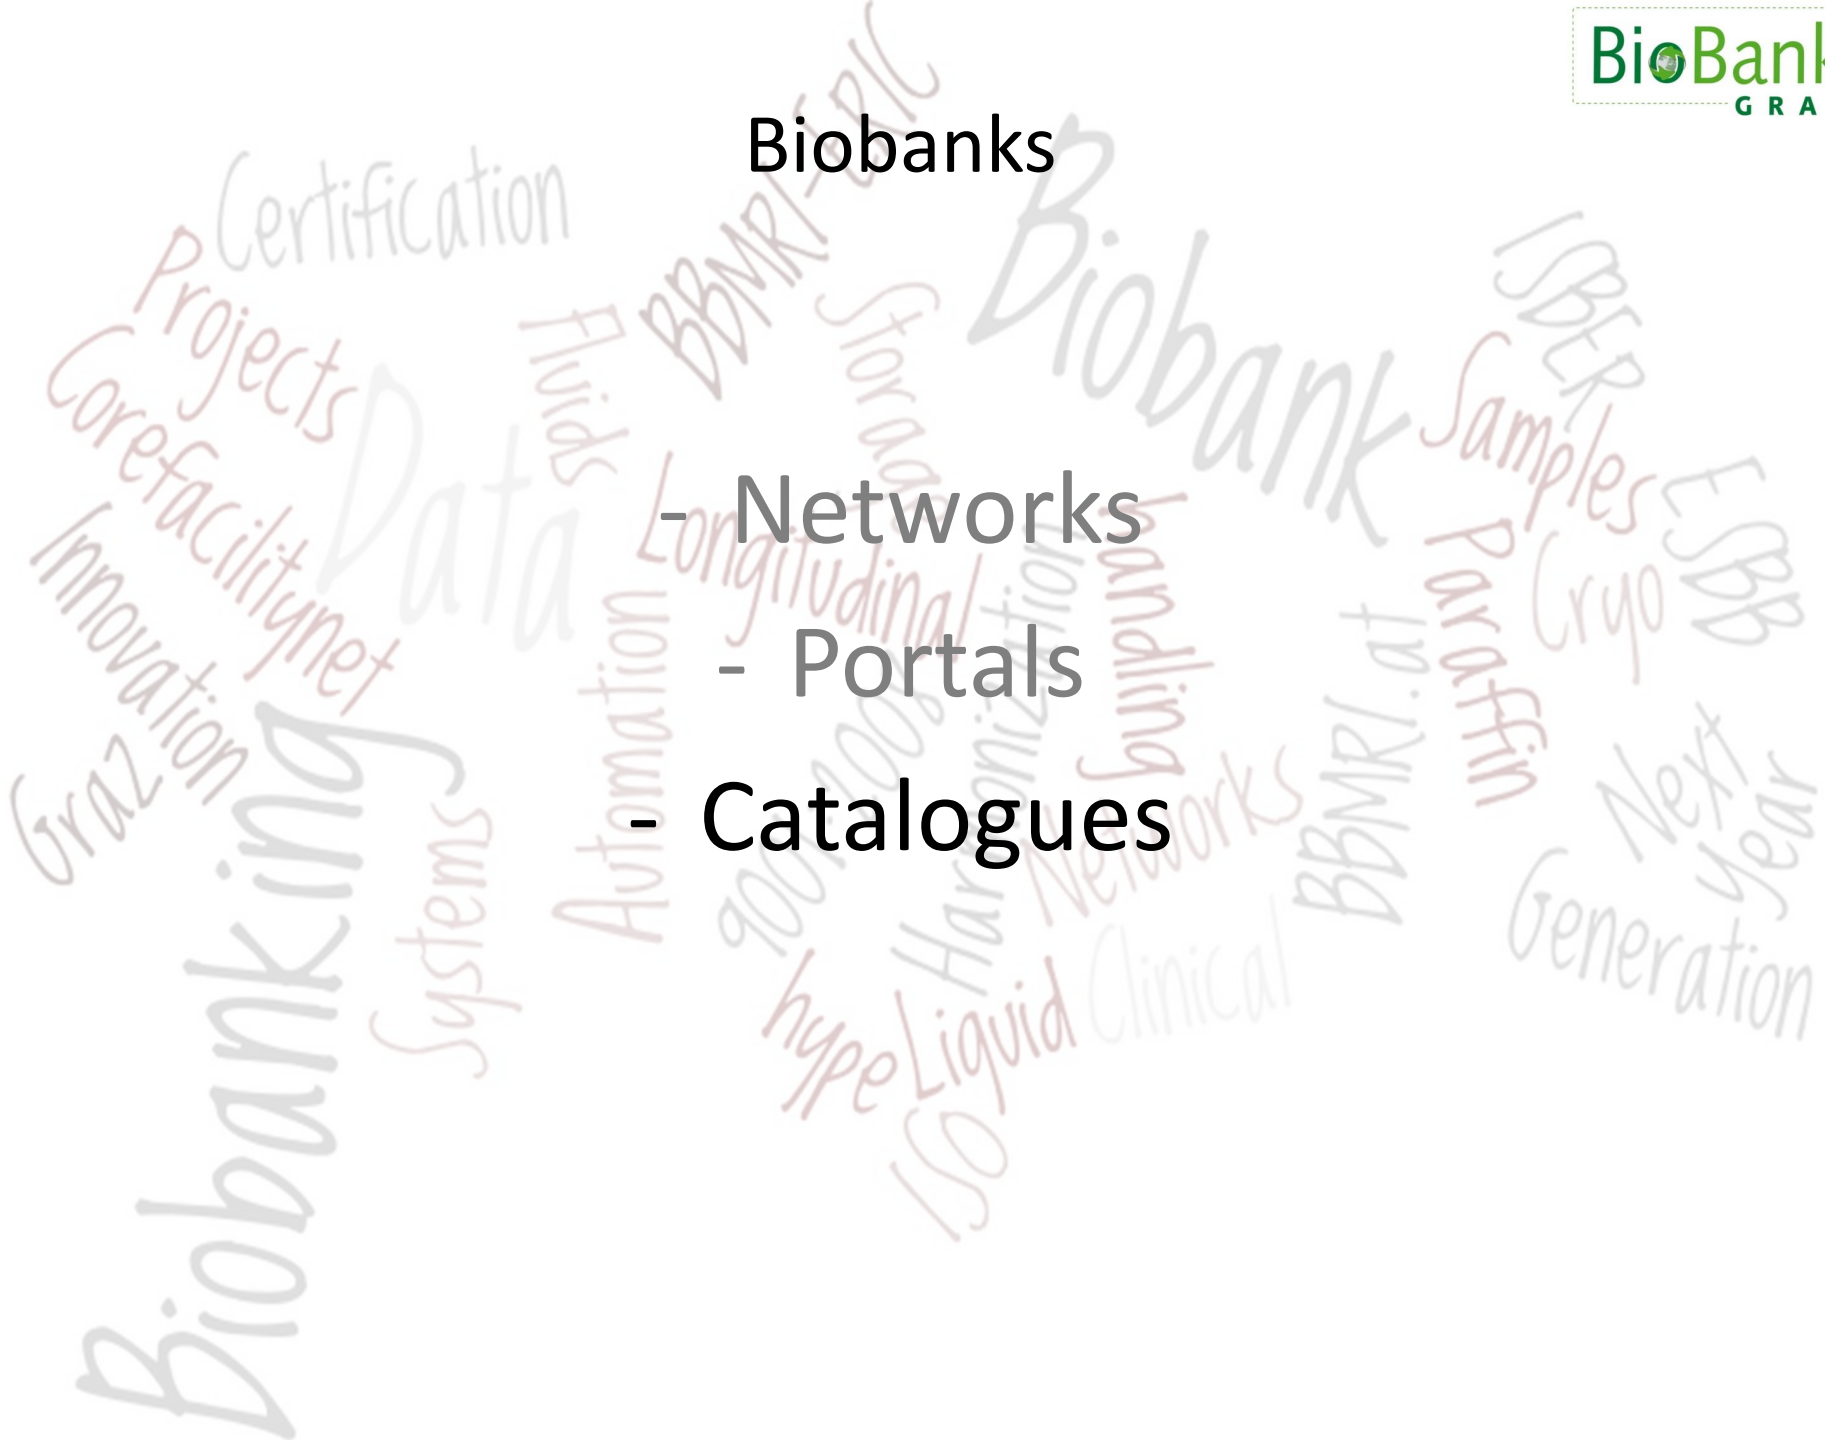 BioBank
GRA
Biobanks
- Networks
- Portals
- Catalogues
Certification
Projects
Corefacilitynet
Innovation
Graz
Data
Fluids
BBMRI-ERIC
Storage
Biobank
ISBER
Samples
ESBB
Cryo
Paraffin
Longitudinal
handling
Harmonization
Automation
Networks
BBMRI.at
Next
Year
Generation
Clinical
Systems
hype
Liquid
ISO
Biobanking